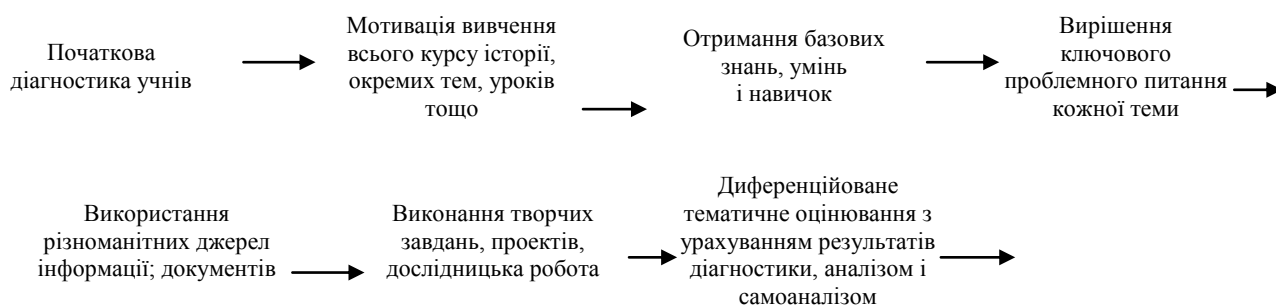 Початкова
діагностика учнів
Мотивація вивчення
всього курсу історії,
окремих тем, уроків
тощо
Отримання базових
знань, умінь
і навичок
Вирішення
ключового
проблемного питання
кожної теми
Використання
різноманітних джерел
інформації; документів
Виконання творчих
завдань, проектів,
дослідницька робота
Диференційоване
тематичне оцінювання з
урахуванням результатів
діагностики, аналізом і
самоаналізом